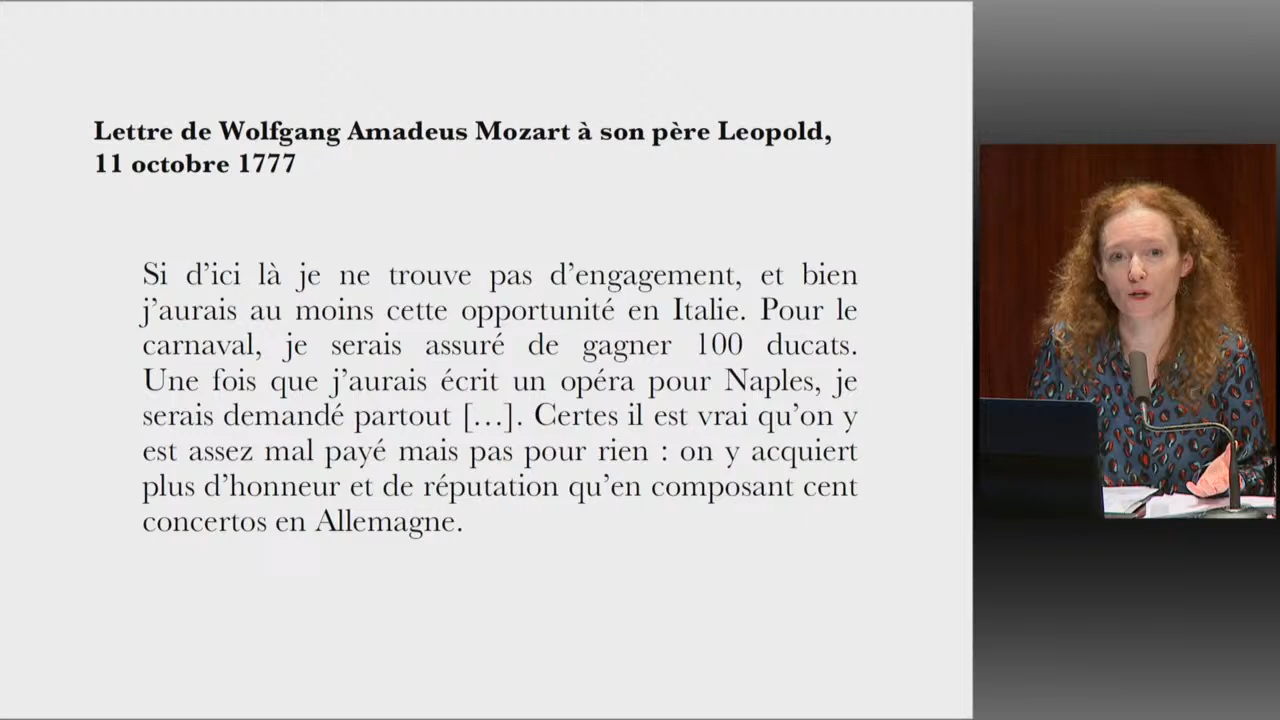 Lettre de Wolfgang Amadeus Mozart à son père Leopold,
11 octobre 1777
Si d'ici là je ne trouve pas d'engagement, et bien
j'aurais au moins cette opportunité en Italie. Pour le
carnaval, je serais assuré de gagner 100 ducats.
Une fois que j'aurais écrit un opéra pour Naples, je
serais demandé partout […]. Certes il est vrai qu'on y
est assez mal payé mais pas pour rien : on y acquiert
plus d'honneur et de réputation qu'en composant cent
concertos en Allemagne.